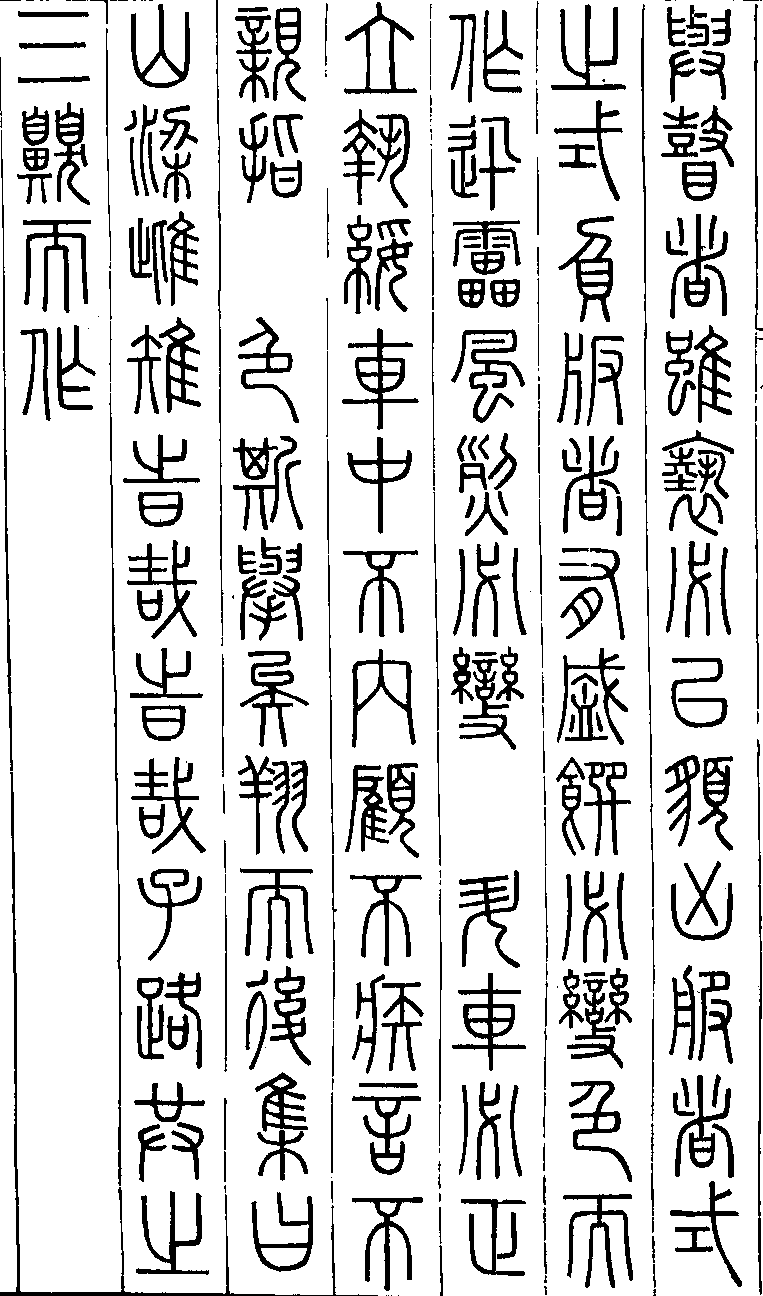 與瞽者雖褻必以貌凶服者式
之式負版者有盛饌必變色而
作迅雷風烈必變 升車必正
立執綏車中不內顧不疾言不
親指 色斯舉矣翔而後集曰
山梁雌雉時哉時哉子路共之
三齅而作